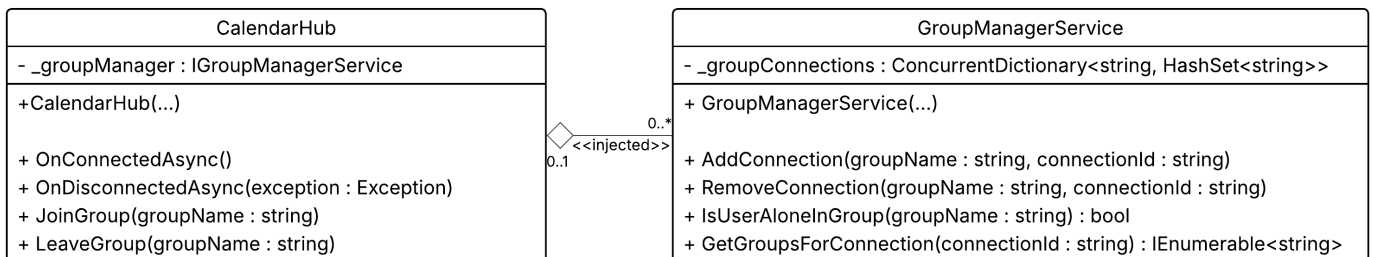 CalendarHub
- _groupManager : IGroupManagerService
+CalendarHub(...)
+ OnConnectedAsync()
+ OnDisconnectedAsync(exception : Exception)
+ JoinGroup(groupName : string)
+ LeaveGroup(groupName : string)
0..*
<<injected>>
0..1
GroupManagerService
- _groupConnections : ConcurrentDictionary<string, HashSet<string>>
+ GroupManagerService(...)
+ AddConnection(groupName : string, connectionId : string)
+ RemoveConnection(groupName : string, connectionId : string)
+ IsUserAloneInGroup(groupName : string) : bool
+ GetGroupsForConnection(connectionId : string) : IEnumerable<string>